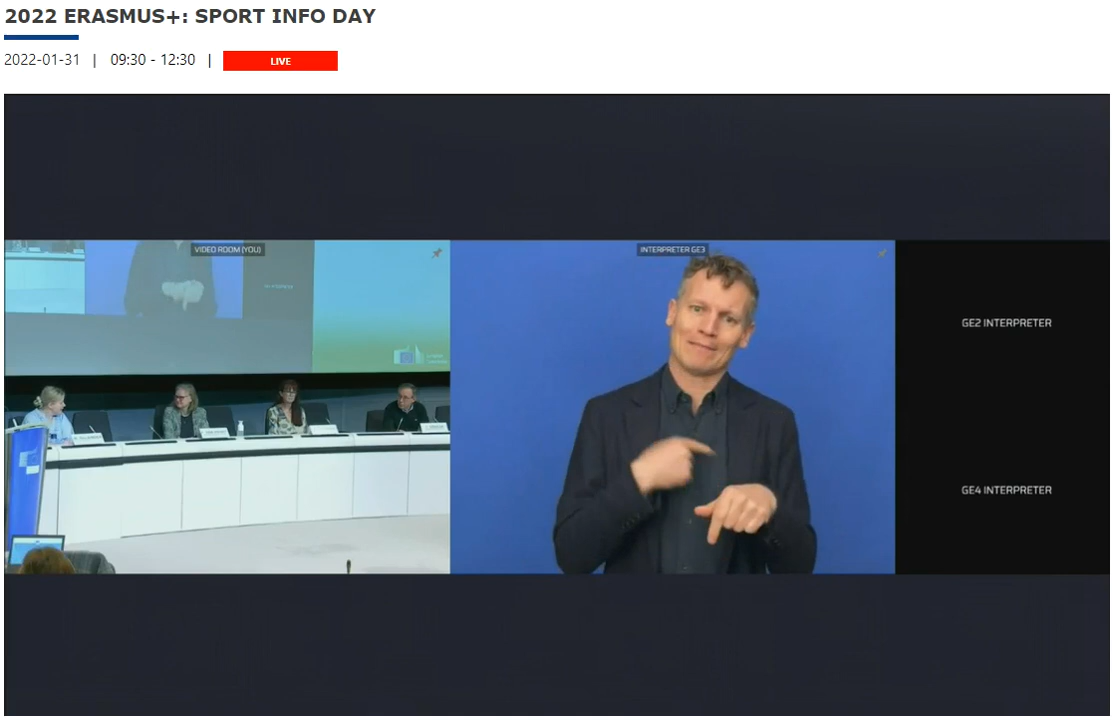 2022 ERASMUS+: SPORT INFO DAY
2022-01-31 | 09:30 - 12:30 | LIVE
VIDEO ROOM (YOU)
INTERPRETER GE3
GE2 INTERPRETER
GE4 INTERPRETER